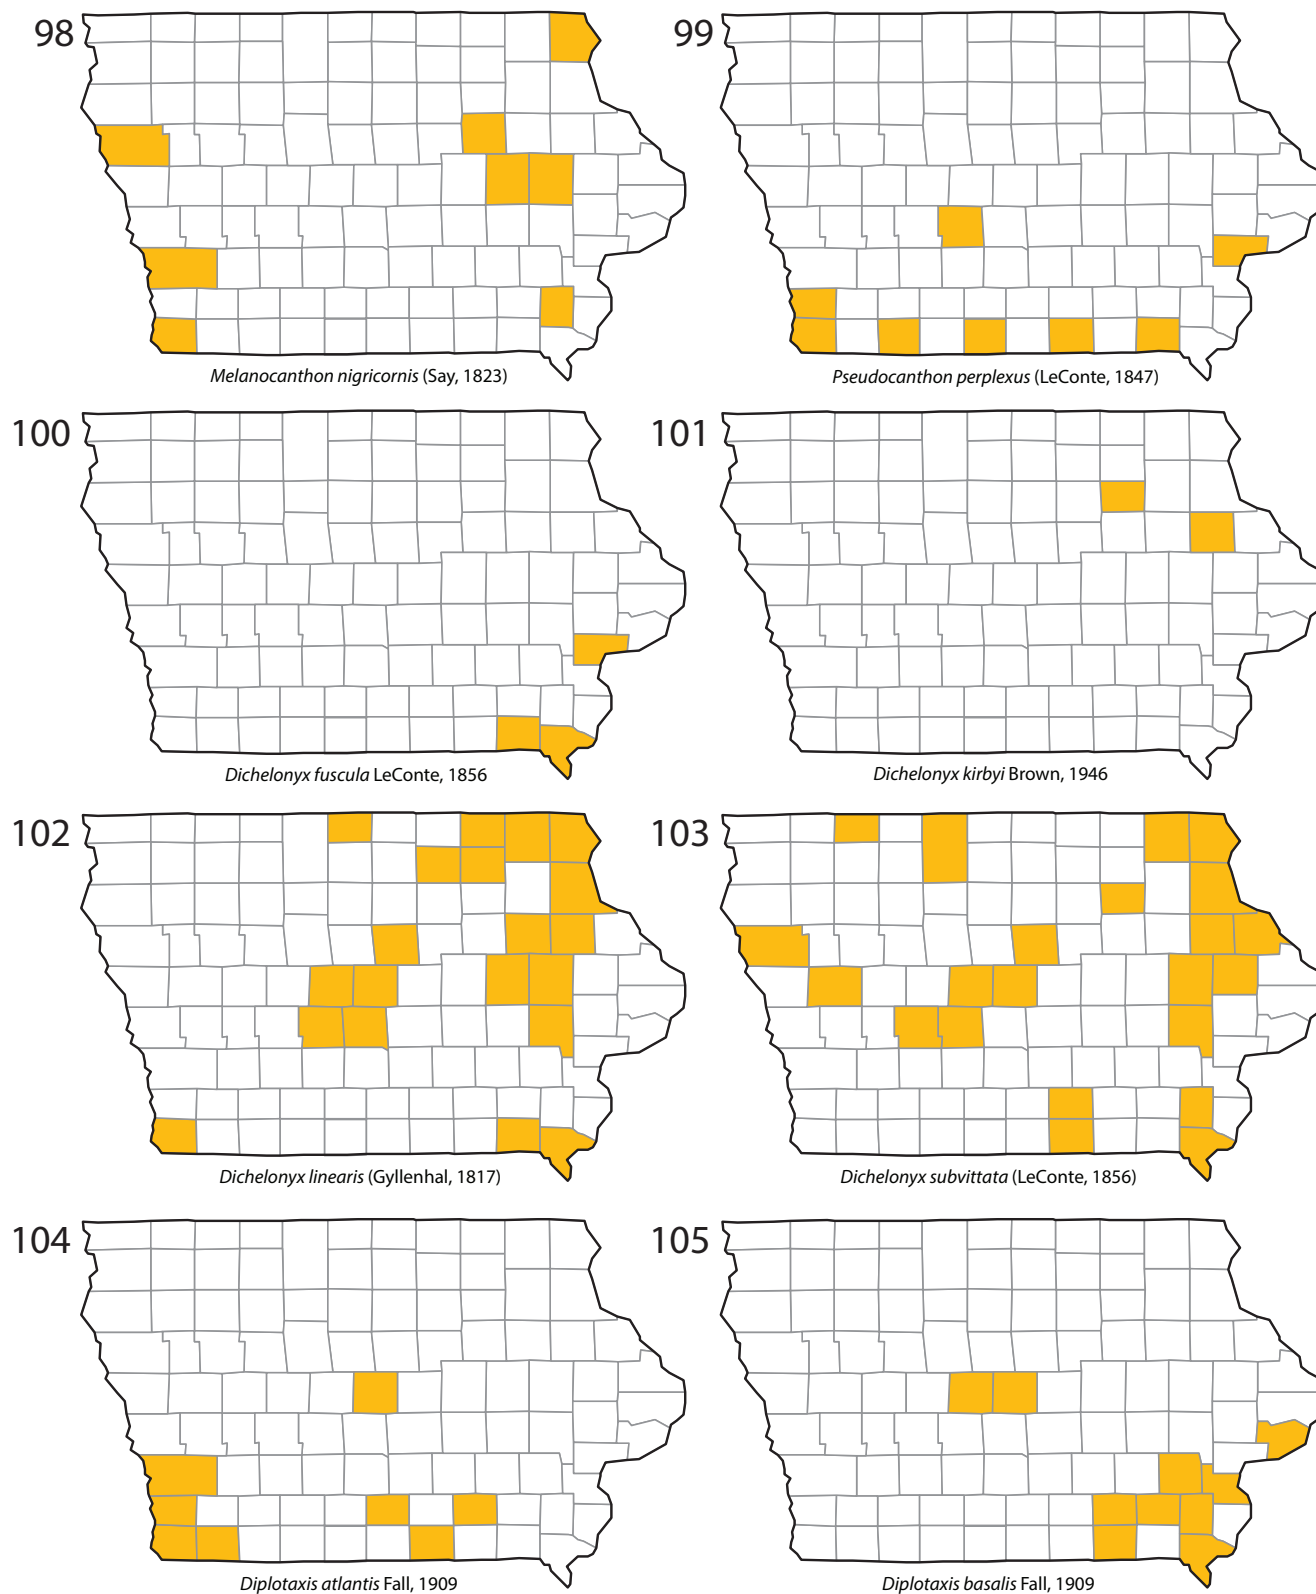 98
99
Melanocanthon nigricornis (Say, 1823)
Pseudocanthon perplexus (LeConte, 1847)
100
101
Dichelonyx fuscula LeConte, 1856
Dichelonyx kirbyi Brown, 1946
102
103
Dichelonyx linearis (Gyllenhal, 1817)
Dichelonyx subvittata (LeConte, 1856)
104
105
Diplotaxis atlantis Fall, 1909
Diplotaxis basalis Fall, 1909